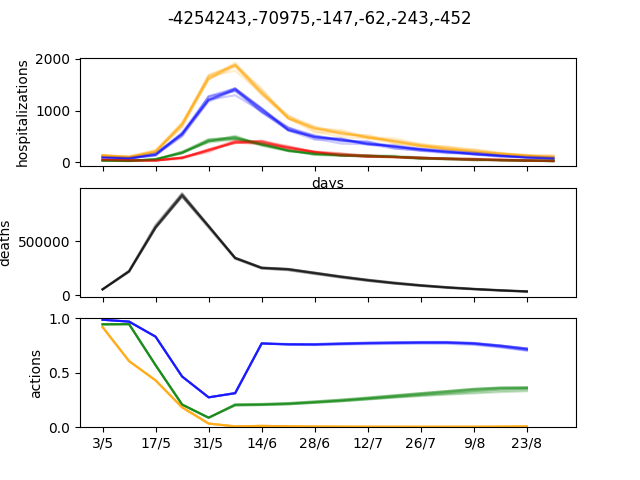 -4254243,-70975,-147,-62,-243,-452
hospitalizations
2000
1000
0
days
deaths
500000
0
actions
1.0
0.5
0.0
3/5 17/5 31/5 14/6 28/6 12/7 26/7 9/8 23/8